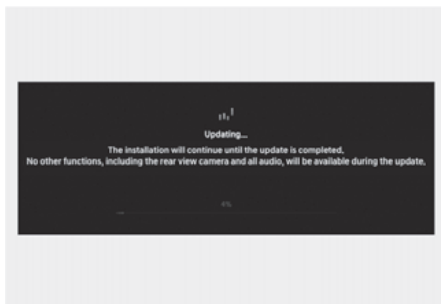 Updating...
The installation will continue until the update is completed.
No other functions, including the rear view camera and all audio, will be available during the update.